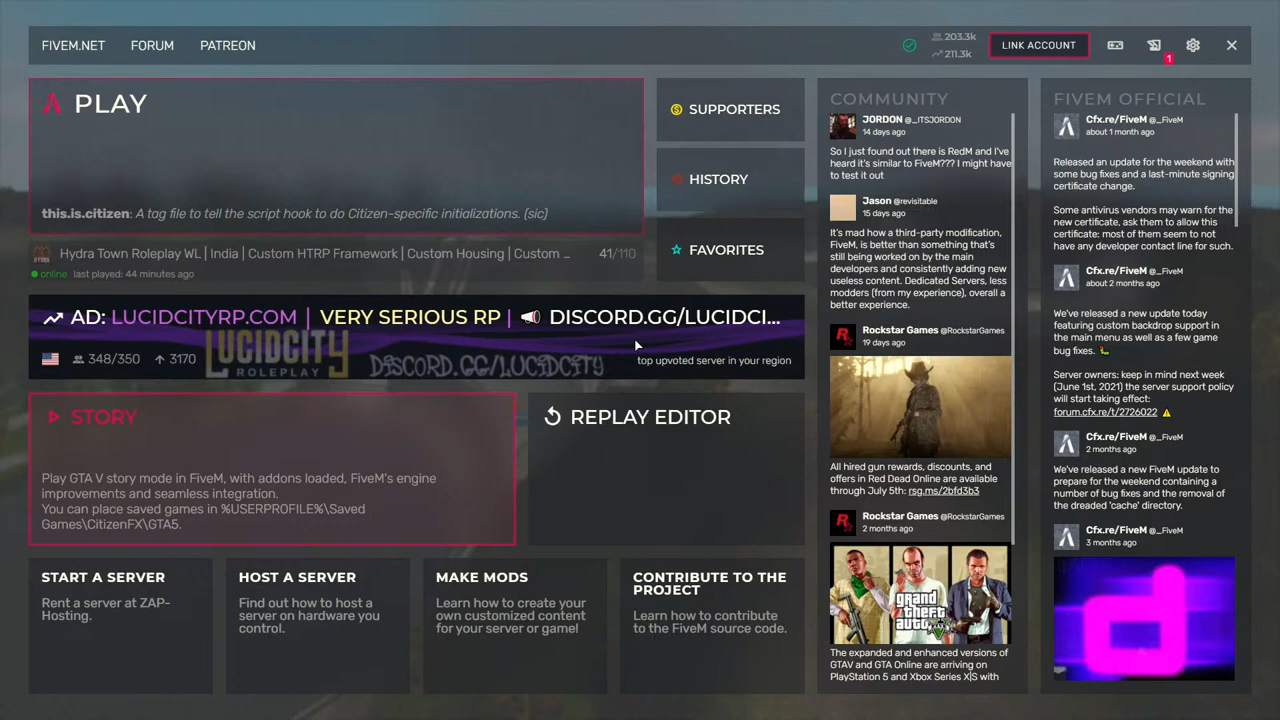 FIVEM.NET FORUM PATREON
203.3k
211.3k
LINK ACCOUNT
1
PLAY
this.is.citizen: A tag file to tell the script hook to do Citizen-specific initializations. (sic)
Hydra Town Roleplay WL | India | Custom HTRP Framework | Custom Housing | Custom _ 41/110
online last played: 44 minutes ago
SUPPORTERS
HISTORY
FAVORITES
AD: LUCIDCITYRP.COM | VERY SERIOUS RP | DISCORD.GG/LUCIDCI...
LUCIDCITY
ROLEPLAY
DISCORD.GG/LUCIDCITY
348/350 3170
top upvoted server in your region
STORY
Play GTA V story mode in FiveM, with addons loaded, FiveM's engine
improvements and seamless integration.
You can place saved games in %USERPROFILE%\Saved
Games\CitizenFX\GTA5.
REPLAY EDITOR
START A SERVER
Rent a server at ZAP-
Hosting.
HOST A SERVER
Find out how to host a
server on hardware you
control.
MAKE MODS
Learn how to create your
own customized content
for your server or game!
CONTRIBUTE TO THE
PROJECT
Learn how to contribute
to the FiveM source code.
COMMUNITY
JORDON @_ITSJORDON
14 days ago
So I just found out there is RedM and I've
heard it's similar to FiveM??? I might have
to test it out
Jason @revisitable
15 days ago
It's mad how a third-party modification,
FiveM, is better than something that's
still being worked on by the main
developers and consistently adding new
useless content. Dedicated Servers, less
modders (from my experience), overall a
better experience.
Rockstar Games @RockstarGames
19 days ago
All hired gun rewards, discounts, and
offers in Red Dead Online are available
through July 5th: rsg.ms/2bfd3b3
Rockstar Games @RockstarGames
2 months ago
grand
theft
auto V
The expanded and enhanced versions of
GTAV and GTA Online are arriving on
PlayStation 5 and Xbox Series X|S with
FIVEM OFFICIAL
Cfx.re/FiveM @_FiveM
about 1 month ago
Released an update for the weekend with
some bug fixes and a last-minute signing
certificate change.
Some antivirus vendors may warn for the
new certificate, ask them to allow this
certificate: most of them seem to not
have any developer contact line for such.
Cfx.re/FiveM @_FiveM
about 2 months ago
We've released a new update today
featuring custom backdrop support in
the main menu as well as a few game
bug fixes.
Server owners: keep in mind next week
(June 1st, 2021) the server support policy
will start taking effect:
forum.cfx.re/t/2726022
Cfx.re/FiveM @_FiveM
2 months ago
We've released a new FiveM update to
prepare for the weekend containing a
number of bug fixes and the removal of
the dreaded 'cache' directory.
Cfx.re/FiveM @_FiveM
3 months ago
d